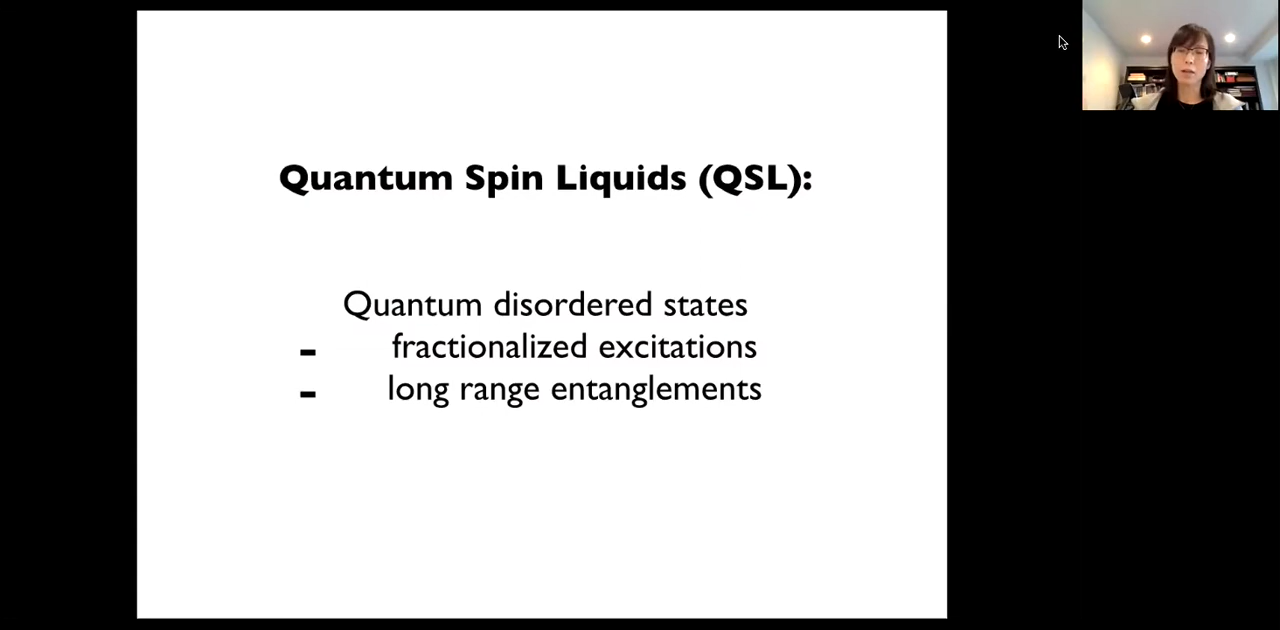 Quantum Spin Liquids (QSL):
Quantum disordered states
- fractionalized excitations
- long range entanglements